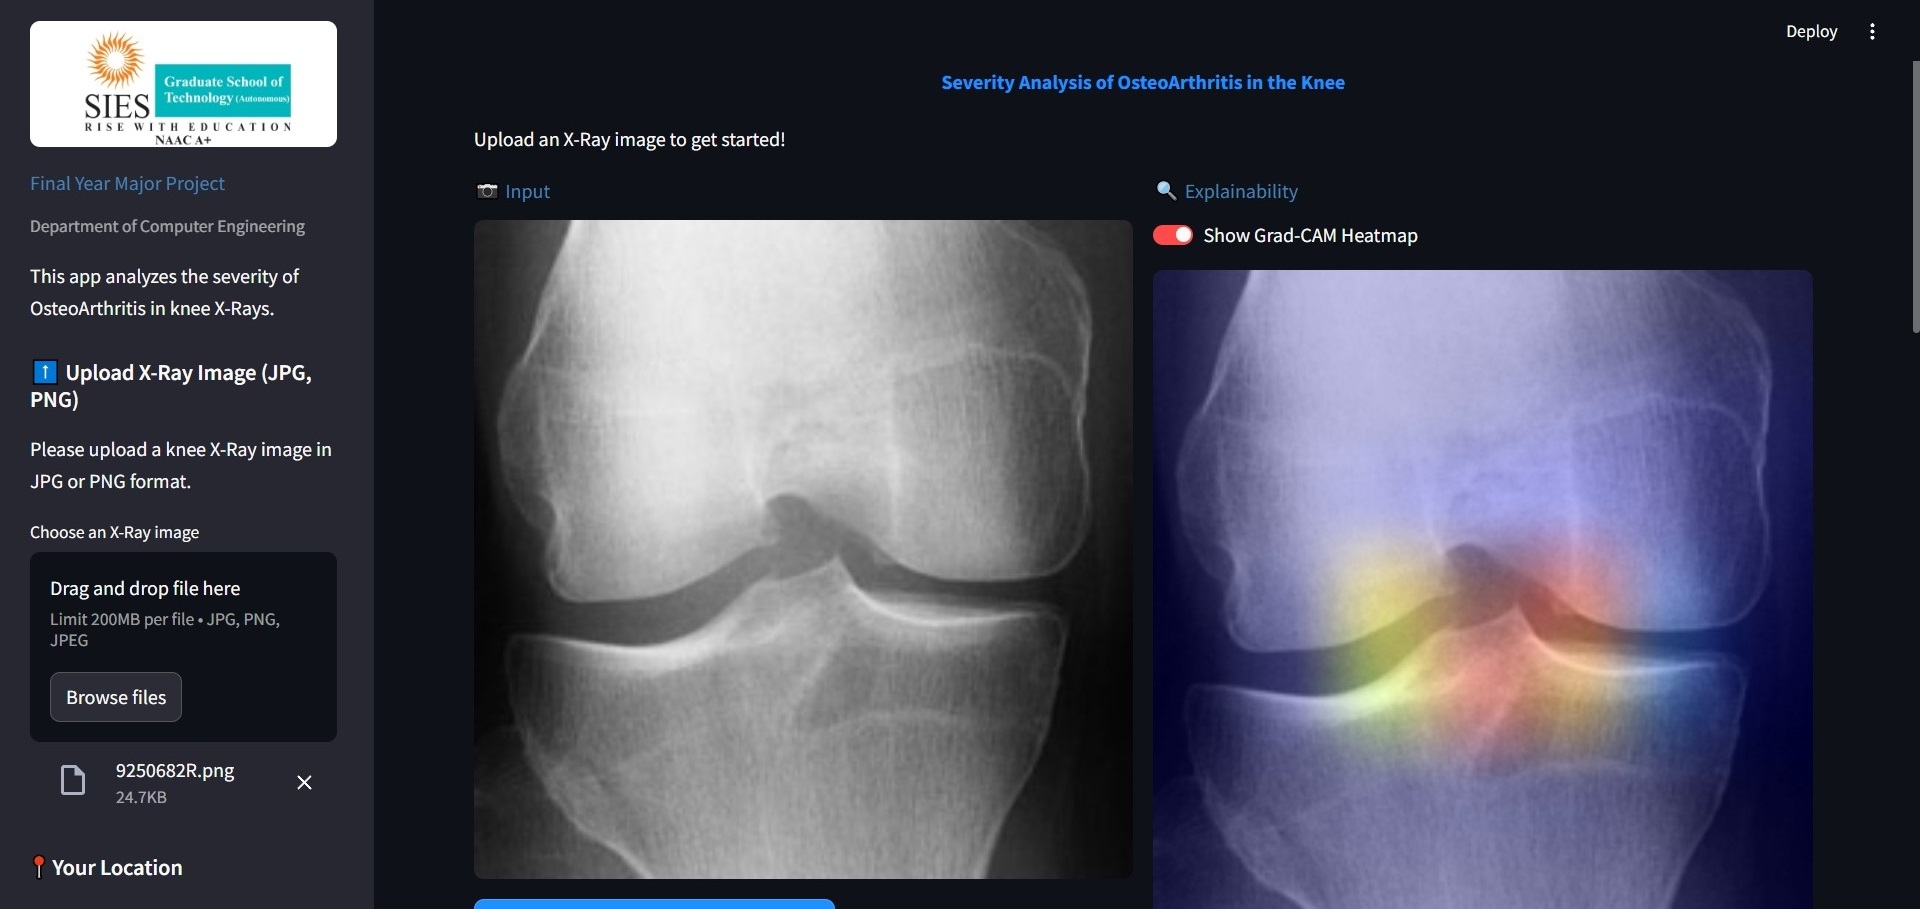 SIES
Graduate School of
Technology (Autonomous)
RISE WITH EDUCATION
NAAC A+
Final Year Major Project
Department of Computer Engineering
This app analyzes the severity of
OsteoArthritis in knee X-Rays.
Upload X-Ray Image (JPG,
PNG)
Please upload a knee X-Ray image in
JPG or PNG format.
Choose an X-Ray image
Drag and drop file here
Limit 200MB per file • JPG, PNG,
JPEG
Browse files
9250682R.png
24.7KB
Your Location
Deploy
Severity Analysis of OsteoArthritis in the Knee
Upload an X-Ray image to get started!
Input
Explainability
Show Grad-CAM Heatmap